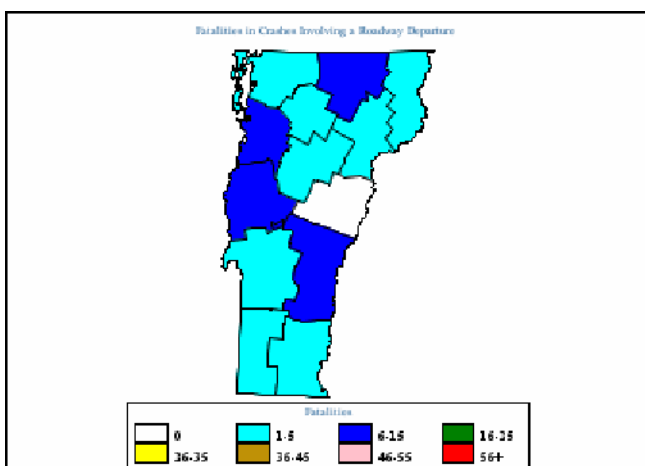 Fatalities in Crashes Involving a Roadway Departure
Fatalities
0 1-5 6-15 16-25
26-35 36-45 46-55 56+